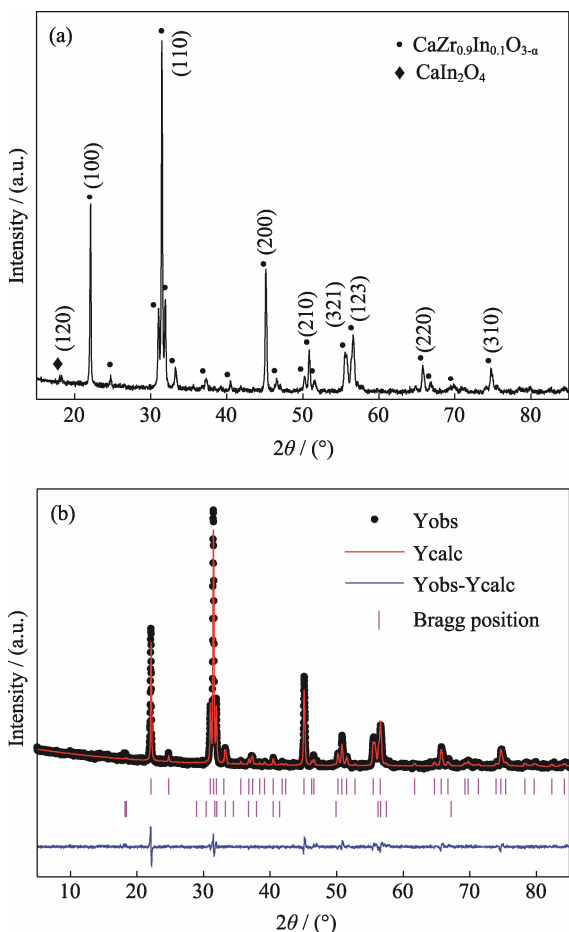 (a)
● CaZr0.9In0.1O3-α
◆ CaIn2O4
(120)
(100)
(110)
(200)
(210)
(321)
(123)
(220)
(310)
Intensity / (a.u.)
20 30 40 50 60 70 80
2θ / (°)
(b)
Yobs
Ycalc
Yobs-Ycalc
Bragg position
Intensity / (a.u.)
10 20 30 40 50 60 70 80
2θ / (°)